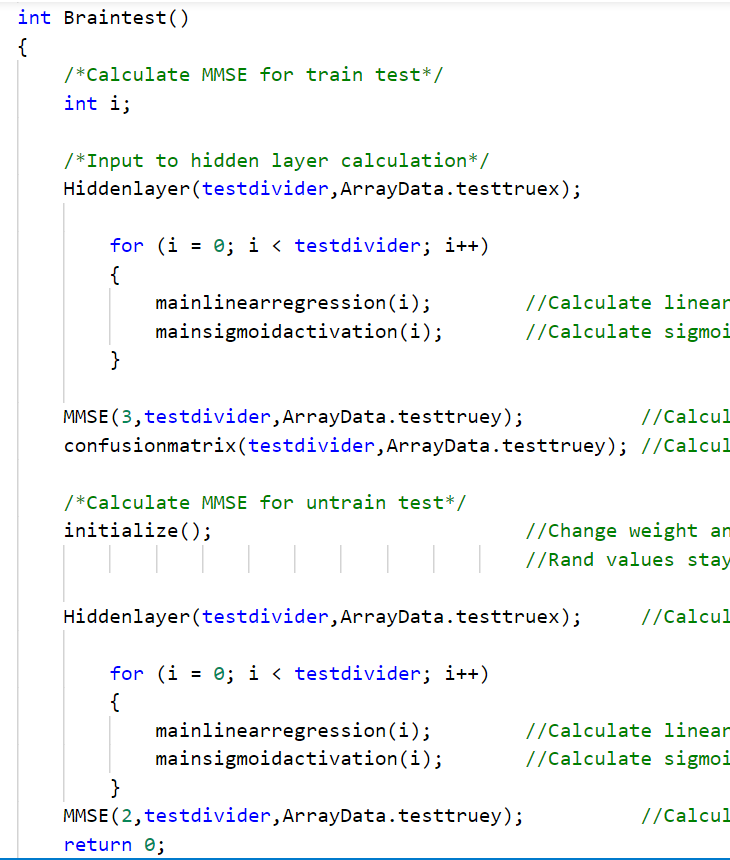 int Braintest()
{
    /*Calculate MMSE for train test*/
    int i;

    /*Input to hidden layer calculation*/
    Hiddenlayer(testdivider,ArrayData.testtruex);

        for (i = 0; i < testdivider; i++)
        {
            mainlinearregression(i);        //Calculate linear
            mainsigmoidactivation(i);       //Calculate sigmoi
        }

    MMSE(3,testdivider,ArrayData.testtruey);          //Calcul
    confusionmatrix(testdivider,ArrayData.testtruey); //Calcul

    /*Calculate MMSE for untrain test*/
    initialize();                           //Change weight an
                                            //Rand values stay

    Hiddenlayer(testdivider,ArrayData.testtruex);     //Calcul

        for (i = 0; i < testdivider; i++)
        {
            mainlinearregression(i);        //Calculate linear
            mainsigmoidactivation(i);       //Calculate sigmoi
        }
    MMSE(2,testdivider,ArrayData.testtruey);          //Calcul
    return 0;